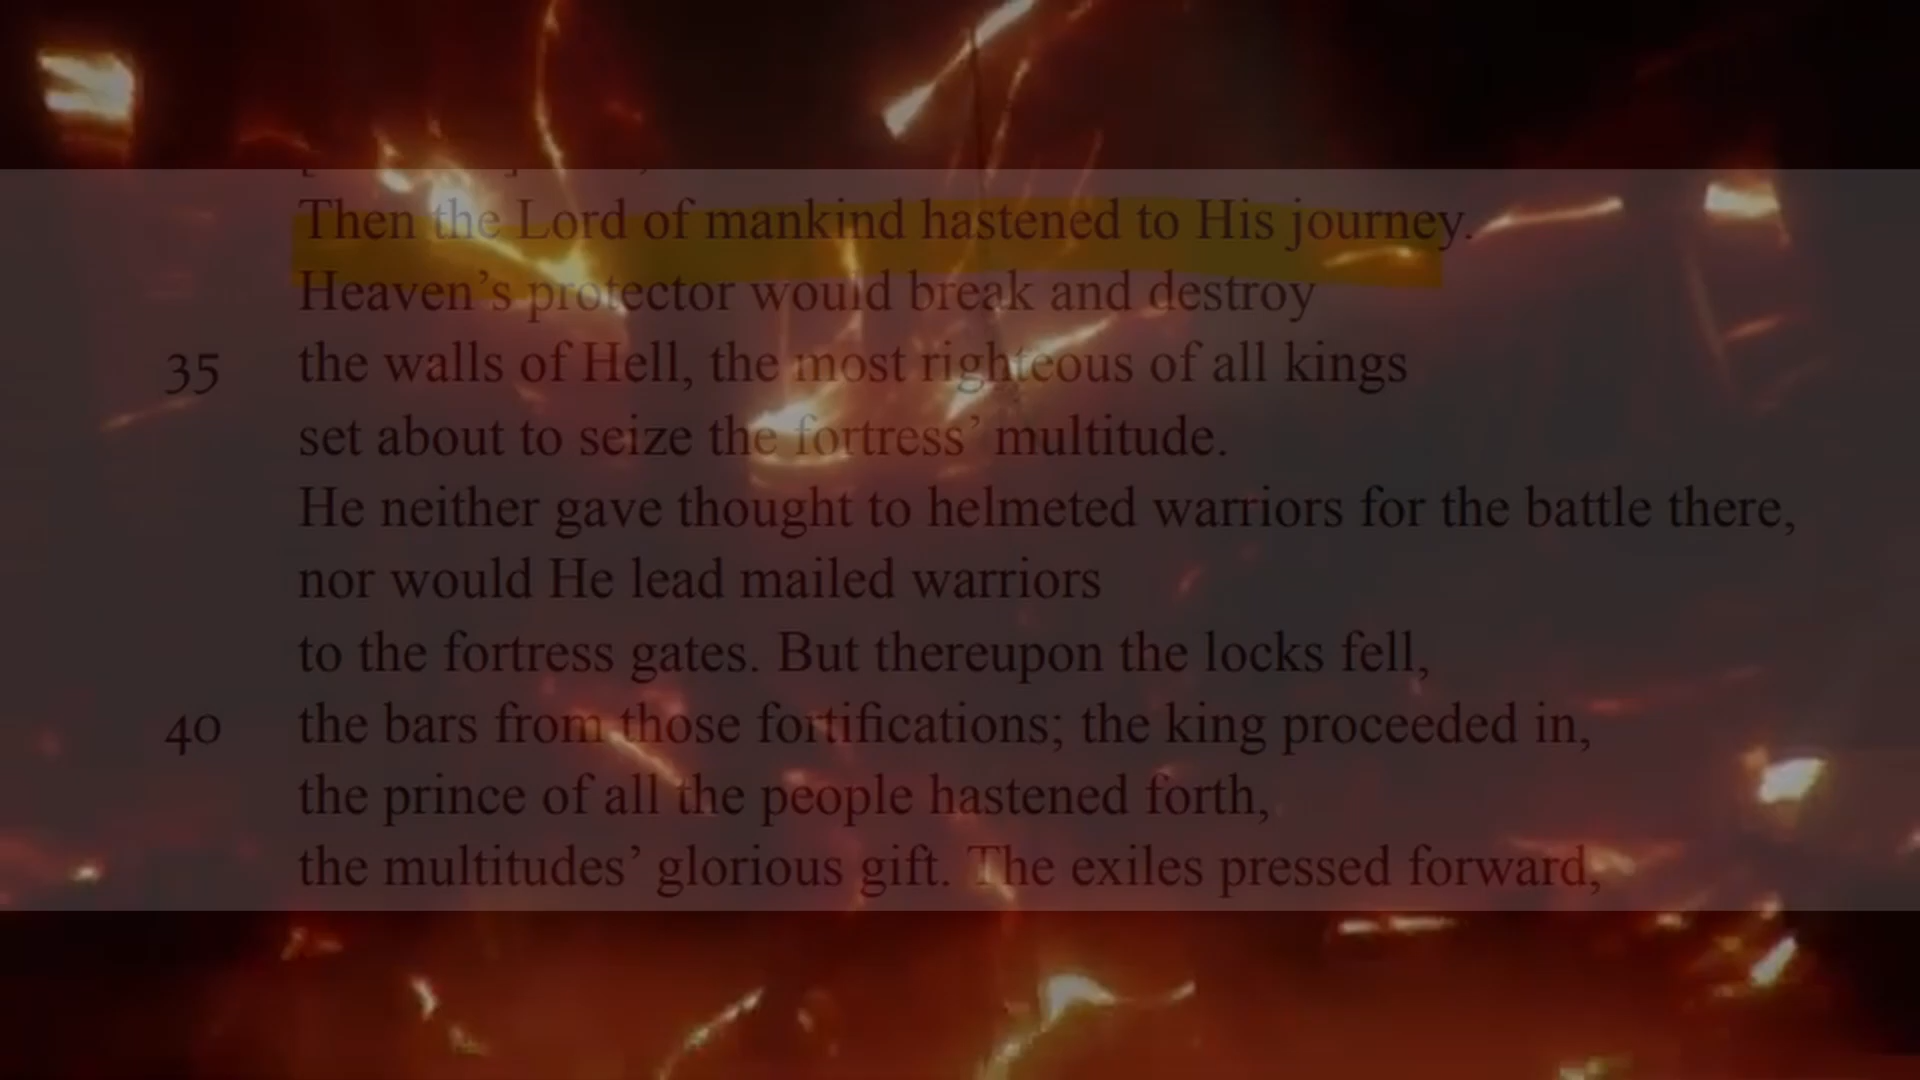 Then the Lord of mankind hastened to His journey.
Heaven’s protector would break and destroy
35 the walls of Hell, the most righteous of all kings
set about to seize the fortress’ multitude.
He neither gave thought to helmeted warriors for the battle there,
nor would He lead mailed warriors
to the fortress gates. But thereupon the locks fell,
40 the bars from those fortifications; the king proceeded in,
the prince of all the people hastened forth,
the multitudes’ glorious gift. The exiles pressed forward,